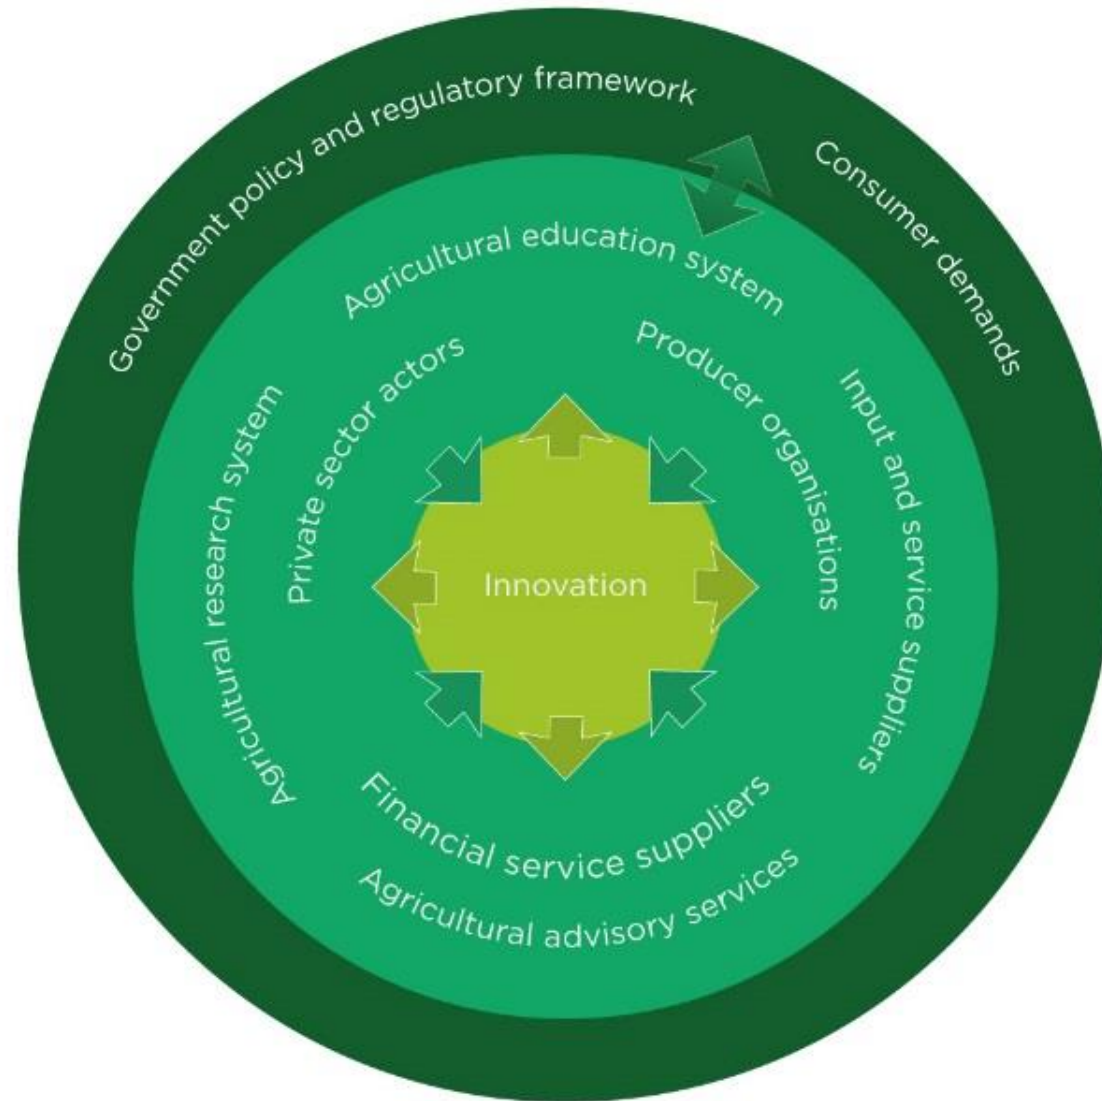 Government policy and regulatory framework
Consumer demands
Agricultural education system
Private sector actors
Producer organisations
Agricultural research system
Input and service suppliers
Innovation
Financial service suppliers
Agricultural advisory services